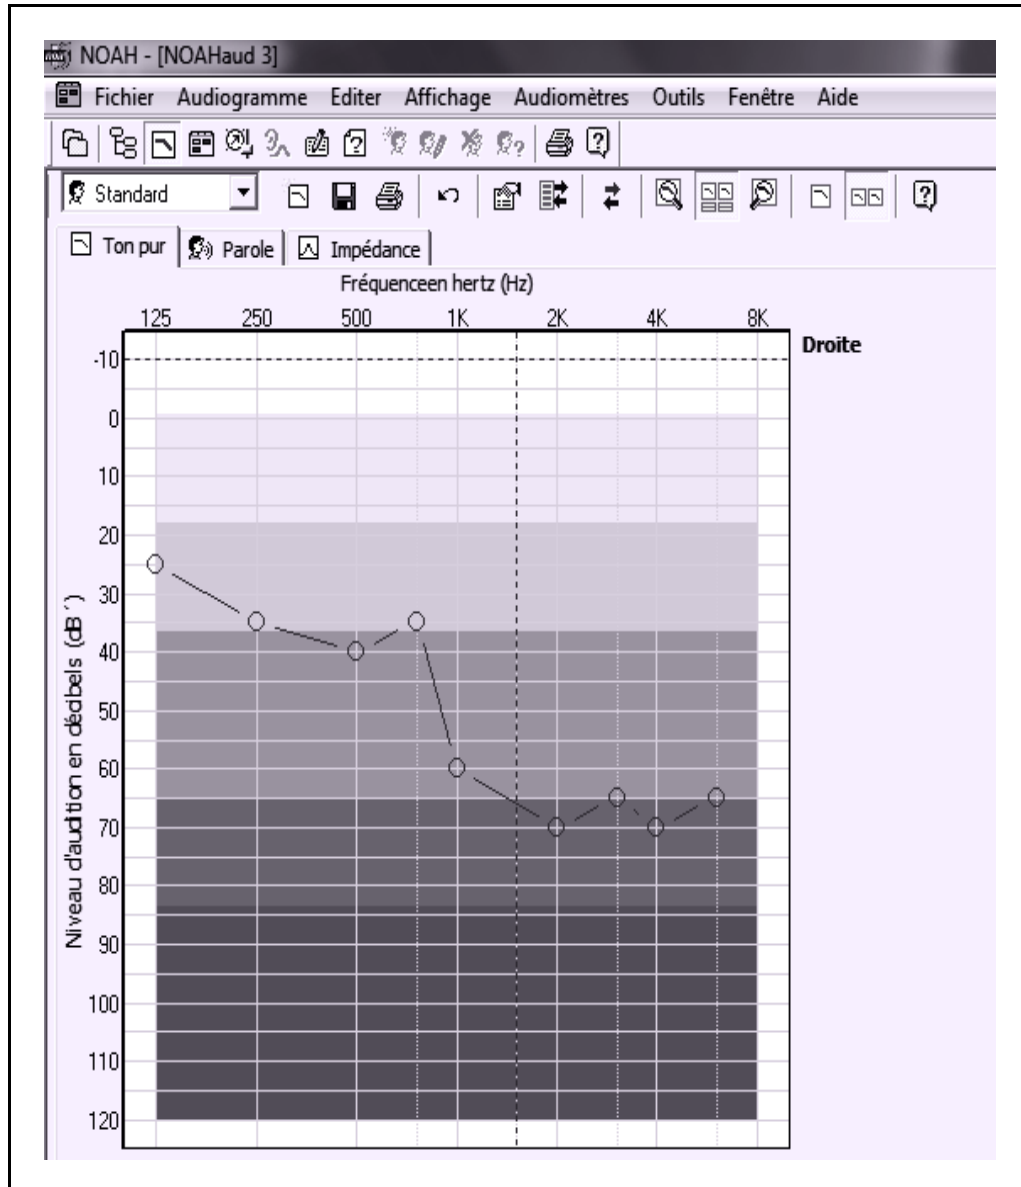 NOAH - [NOAHaud 3]
Fichier Audiogramme Editer Affichage Audiomètres Outils Fenêtre Aide
Standard
Ton pur Parole Impédance
Fréquenceen hertz (Hz)
125 250 500 1K 2K 4K 8K
Droite
-10
0
10
20
30
40
50
60
70
80
90
100
110
120
Niveau d'audition en décibels (dB´)